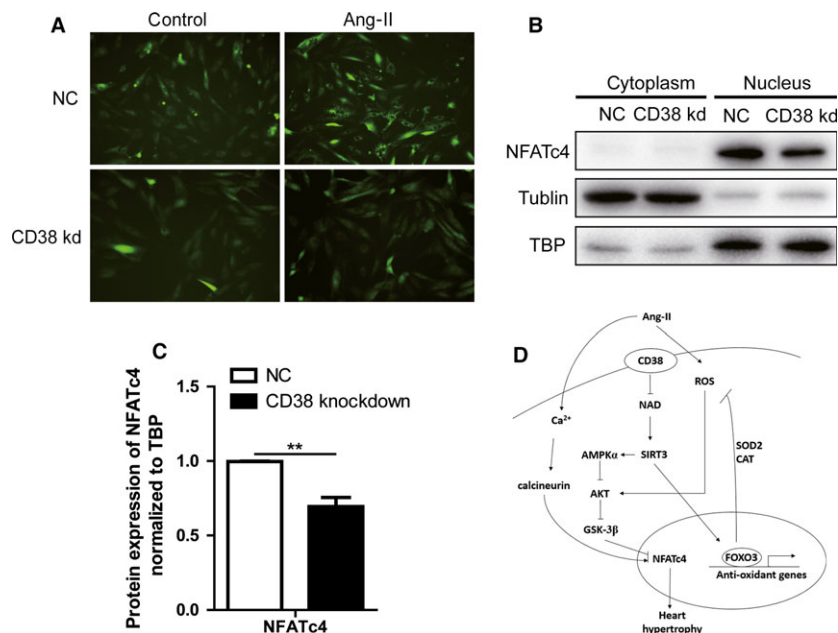 A
Control
Ang-II
NC
CD38 kd
B
Cytoplasm
Nucleus
NC CD38 kd NC CD38 kd
NFATc4
Tublin
TBP
C
NC
CD38 knockdown
Protein expression of NFATc4
normalized to TBP
1.5
1.0
0.5
0.0
**
NFATc4
D
Ang-II
CD38
ROS
NAD
Ca2+
SOD2
CAT
AMPKα
SIRT3
calcineurin
AKT
GSK-3β
NFATc4
FOXO3
Anti-oxidant genes
Heart
hypertrophy